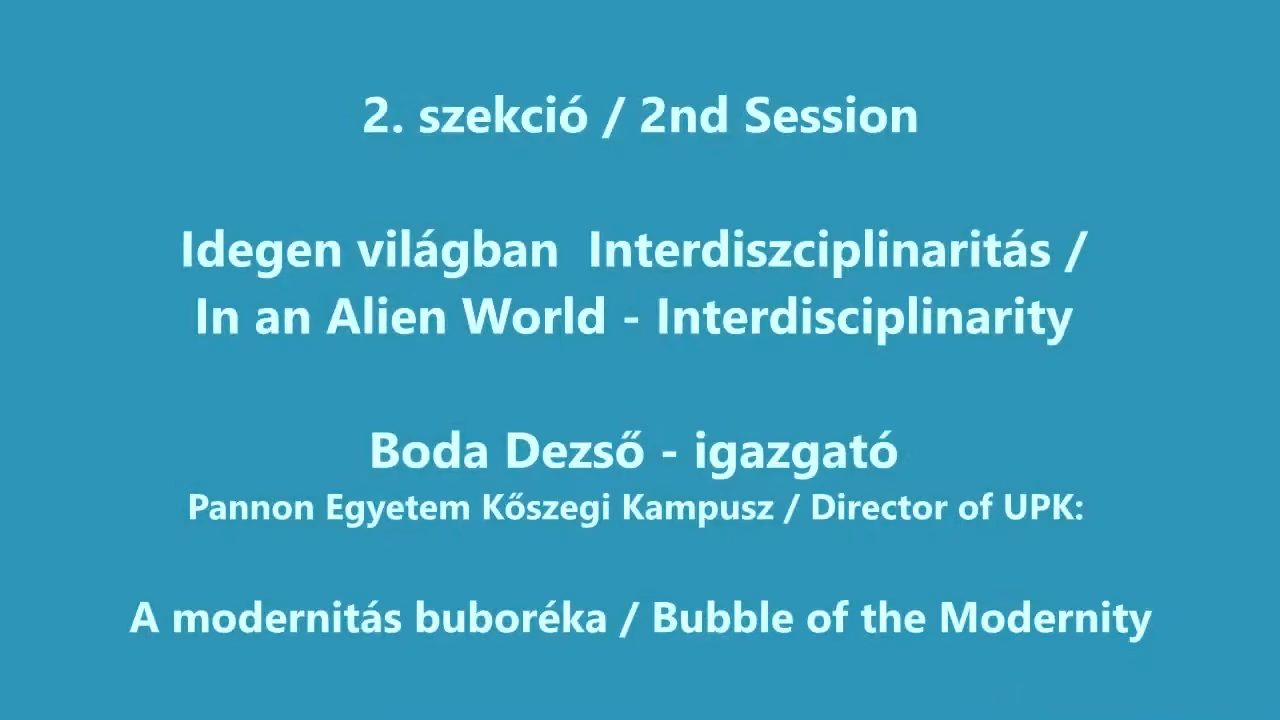 2. szekció / 2nd Session
Idegen világban  Interdiszciplinaritás /
In an Alien World - Interdisciplinarity
Boda Dezső - igazgató
Pannon Egyetem Kőszegi Kampusz / Director of UPK:
A modernitás buboréka / Bubble of the Modernity